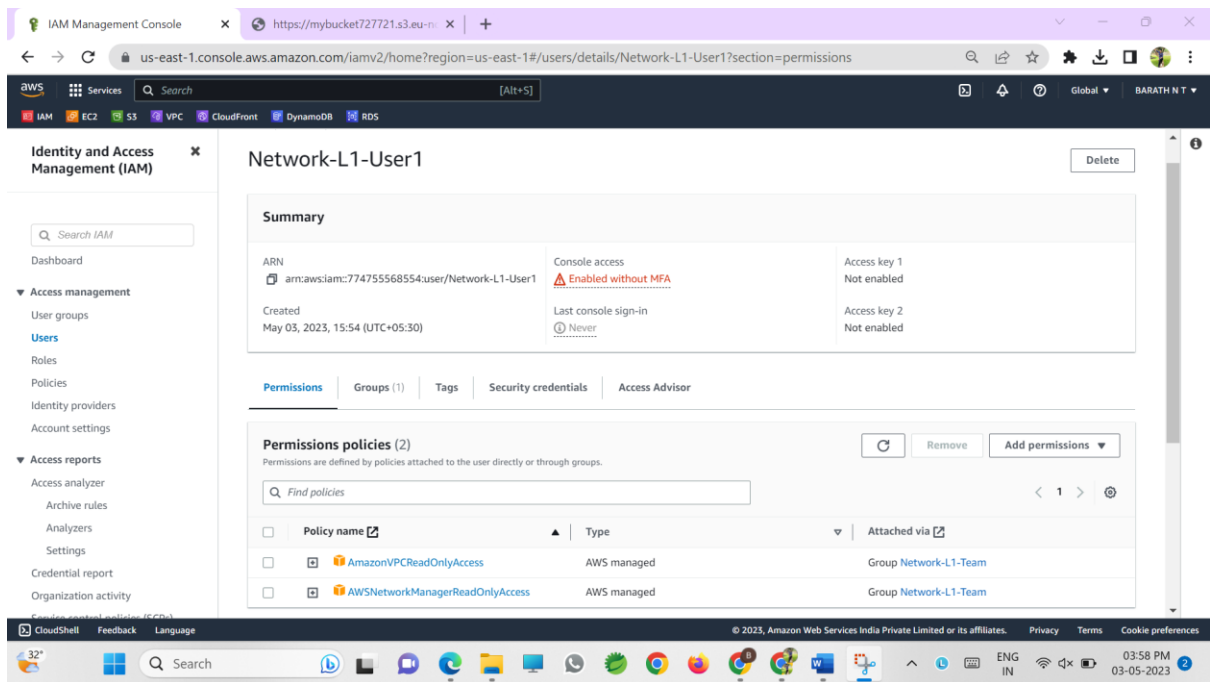 IAM Management Console
https://mybucket727721.s3.eu-n
us-east-1.console.aws.amazon.com/iamv2/home?region=us-east-1#/users/details/Network-L1-User1?section=permissions
aws Services Search [Alt+S] Global BARATH N T
IAM EC2 S3 VPC CloudFront DynamoDB RDS
Identity and Access
Management (IAM)
Search IAM
Dashboard
Access management
User groups
Users
Roles
Policies
Identity providers
Account settings
Access reports
Access analyzer
Archive rules
Analyzers
Settings
Credential report
Organization activity
Service control policies (SCPs)
Network-L1-User1
Delete
Summary
ARN
arn:aws:iam::774755568554:user/Network-L1-User1
Console access
Enabled without MFA
Access key 1
Not enabled
Created
May 03, 2023, 15:54 (UTC+05:30)
Last console sign-in
Never
Access key 2
Not enabled
Permissions Groups (1) Tags Security credentials Access Advisor
Permissions policies (2)
Permissions are defined by policies attached to the user directly or through groups.
Remove
Add permissions
Find policies
1
Policy name Type Attached via
AmazonVPCReadOnlyAccess AWS managed Group Network-L1-Team
AWSNetworkManagerReadOnlyAccess AWS managed Group Network-L1-Team
CloudShell Feedback Language © 2023, Amazon Web Services India Private Limited or its affiliates. Privacy Terms Cookie preferences
32°
Search
ENG
IN
03:58 PM
03-05-2023
2